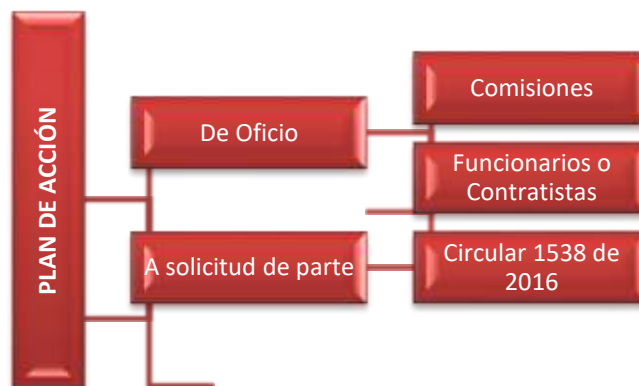 PLAN DE ACCIÓN
De Oficio
A solicitud de parte
Comisiones
Funcionarios o
Contratistas
Circular 1538 de
2016